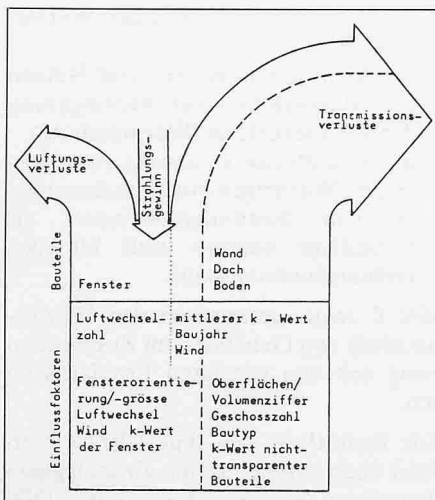 Lüftungs-
verluste
Strahlungs-
gewinn
Transmissions-
verluste
Bauteile
Fenster
Wand
Dach
Boden
Einflussfaktoren
Luftwechsel-
zahl
mittlerer k-Wert
Baujahr
Wind
Fensterorientie-
rung/-grösse
Luftwechsel
Wind k-Wert
der Fenster
Oberflächen/
Volumenziffer
Geschosszahl
Bautyp
k-Wert nicht-
transparenter
Bauteile